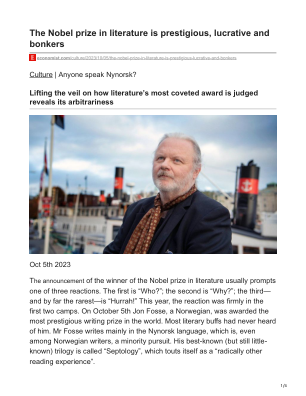 The Nobel prize in literature is prestigious, lucrative and
bonkers
economist.com/culture/2023/10/05/the-nobel-prize-in-literature-is-prestigious-lucrative-and-bonkers
Culture | Anyone speak Nynorsk?
Lifting the veil on how literature's most coveted award is judged
reveals its arbitrariness
Oct 5th 2023
The announcement of the winner of the Nobel prize in literature usually prompts
one of three reactions. The first is “Who?”; the second is “Why?”; the third—
and by far the rarest—is “Hurrah!” This year, the reaction was firmly in the
first two camps. On October 5th Jon Fosse, a Norwegian, was awarded the
most prestigious writing prize in the world. Most literary buffs had never heard
of him. Mr Fosse writes mainly in the Nynorsk language, which is, even
among Norwegian writers, a minority pursuit. His best-known (but still little-
known) trilogy is called “Septology”, which touts itself as a “radically other
reading experience”.